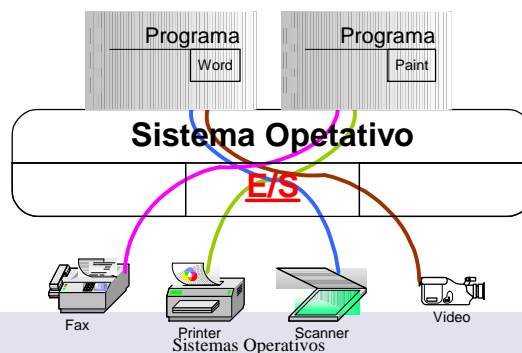 Programa Programa
Word Paint
Sistema Opetativo
E/S
Fax Printer Scanner Video
Sistemas Operativos